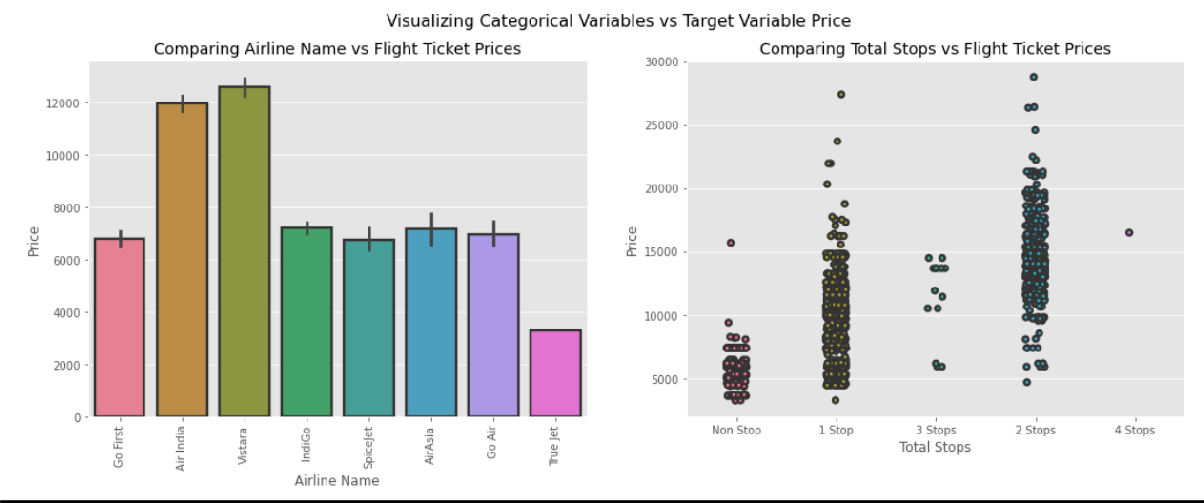 Visualizing Categorical Variables vs Target Variable Price
Comparing Airline Name vs Flight Ticket Prices
12000
10000
8000
6000
4000
2000
0
Price
Go First
Air India
Vistara
IndiGo
SpiceJet
AirAsia
Go Air
True Jet
Airline Name
Comparing Total Stops vs Flight Ticket Prices
30000
25000
20000
15000
10000
5000
Price
Non Stop
1 Stop
3 Stops
2 Stops
4 Stops
Total Stops